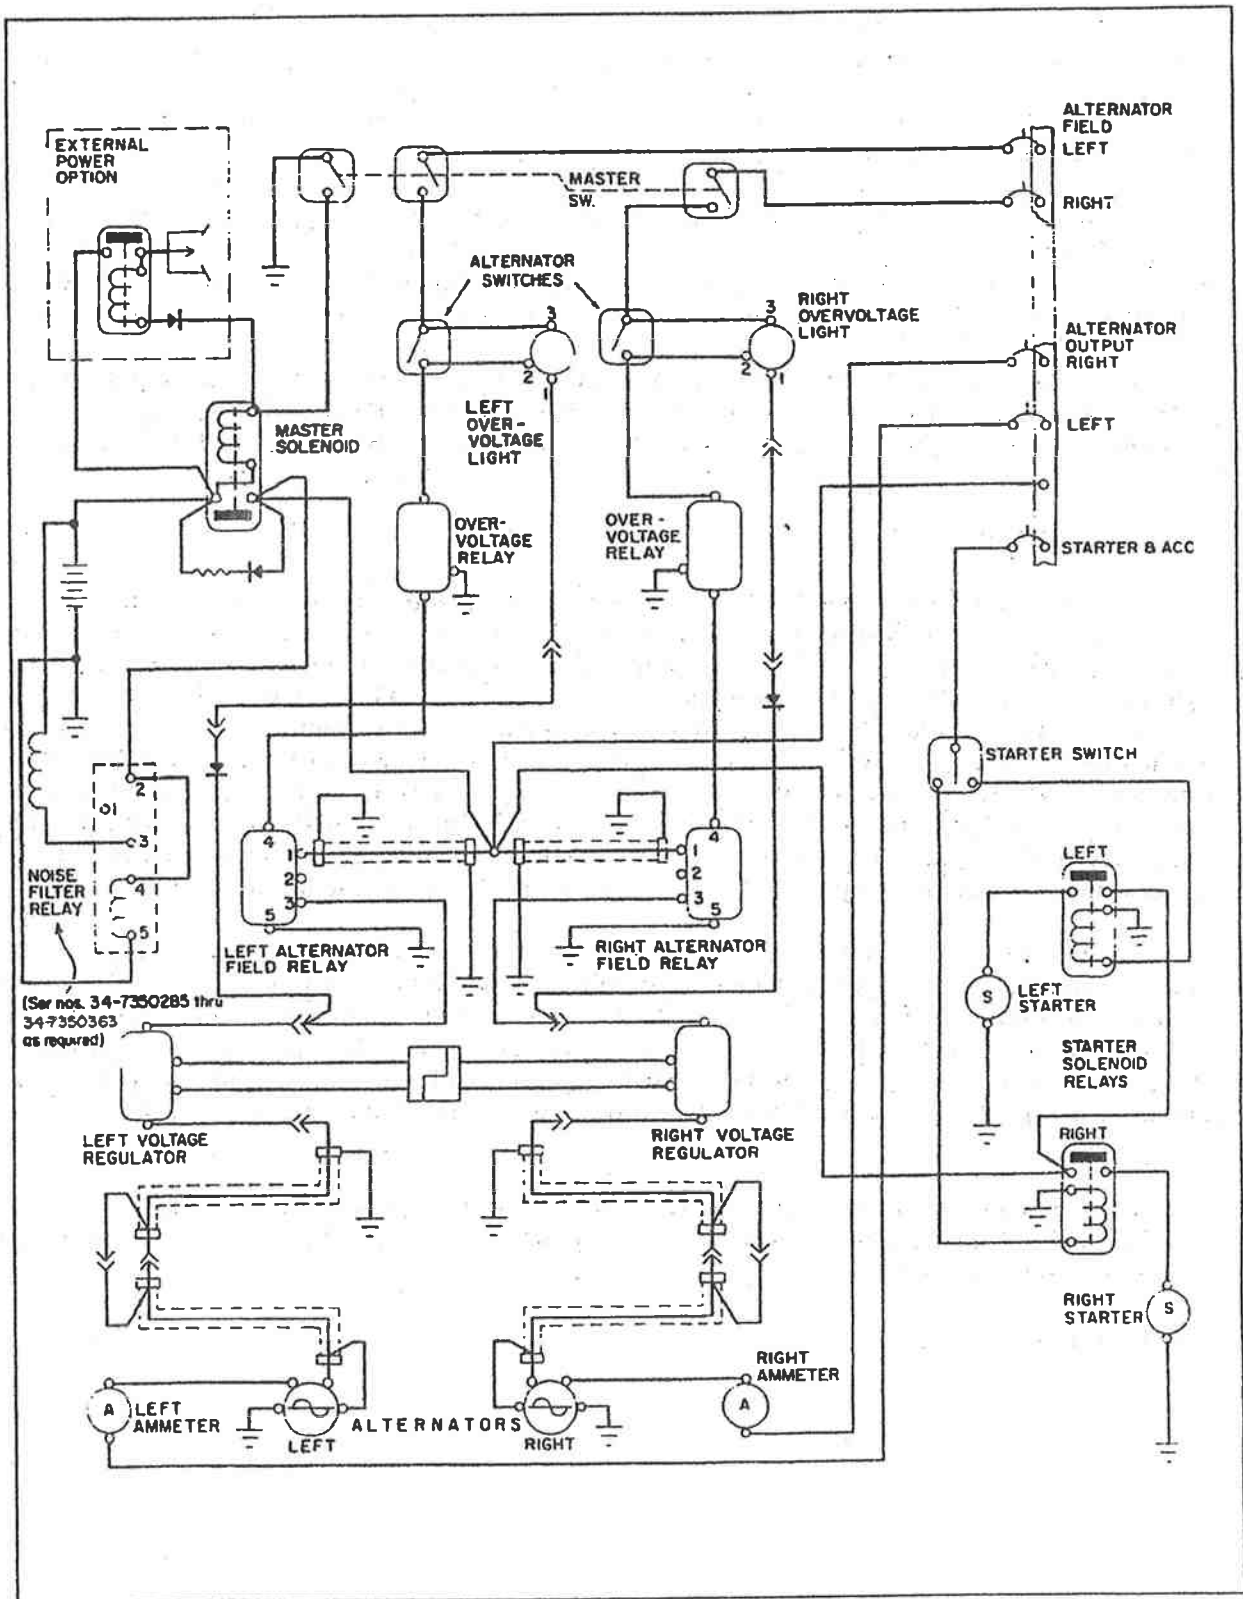 EXTERNAL
POWER
OPTION
MASTER
SW.
ALTERNATOR
FIELD
LEFT
RIGHT
ALTERNATOR
SWITCHES
3
2
1
LEFT
OVER-
VOLTAGE
LIGHT
3
2
1
RIGHT
OVERVOLTAGE
LIGHT
ALTERNATOR
OUTPUT
RIGHT
LEFT
STARTER & ACC
MASTER
SOLENOID
OVER-
VOLTAGE
RELAY
OVER-
VOLTAGE
RELAY
STARTER SWITCH
2
1
3
4
5
NOISE
FILTER
RELAY
(Ser nos. 34-7350285 thru
34-7350363
as required)
4
1
2
3
5
LEFT ALTERNATOR
FIELD RELAY
4
1
2
3
5
RIGHT ALTERNATOR
FIELD RELAY
LEFT
S
LEFT
STARTER
STARTER
SOLENOID
RELAYS
RIGHT
LEFT VOLTAGE
REGULATOR
RIGHT VOLTAGE
REGULATOR
RIGHT
STARTER
S
A
LEFT
AMMETER
ALTERNATORS
LEFT
RIGHT
RIGHT
AMMETER
A